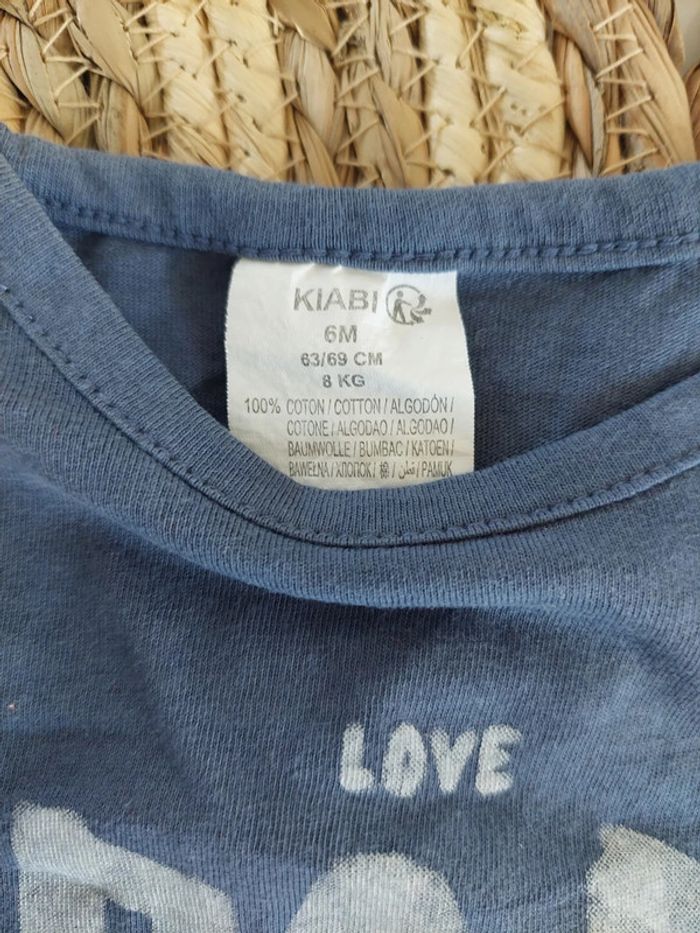 KIABI
6M
63/69 CM
8 KG
100% COTON / COTTON / ALGODÓN /
COTONE / ALGODAO / ALGODAO /
BAUMWOLLE / BUMBAC / KATOEN /
BAWEŁNA / ХЛОПОК / 棉 / قطن / PAMUK
LOVE